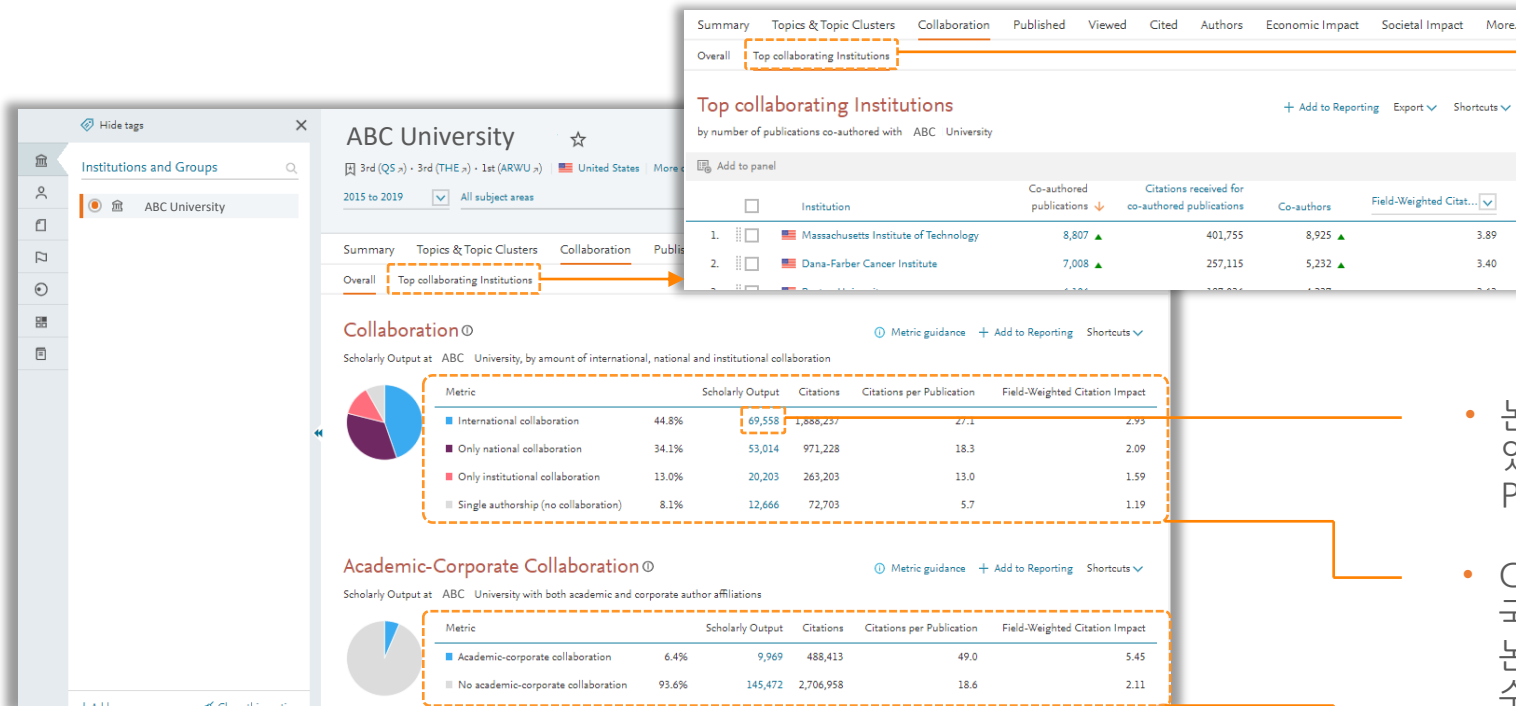 Summary Topics & Topic Clusters Collaboration Published Viewed Cited Authors Economic Impact Societal Impact More
Overall Top collaborating Institutions
Top collaborating Institutions
+ Add to Reporting Export Shortcuts
by number of publications co-authored with ABC University
Add to panel
Institution Co-authored publications Citations received for co-authored publications Co-authors Field-Weighted Citat...
1. Massachusetts Institute of Technology 8,807 401,755 8,925 3.89
2. Dana-Farber Cancer Institute 7,008 257,115 5,232 3.40
Hide tags
Institutions and Groups
ABC University
ABC University
3rd (QS) • 3rd (THE) • 1st (ARWU) United States More
2015 to 2019 All subject areas
Summary Topics & Topic Clusters Collaboration
Overall Top collaborating Institutions
Collaboration
Metric guidance + Add to Reporting Shortcuts
Scholarly Output at ABC University, by amount of international, national and institutional collaboration
Metric Scholarly Output Citations Citations per Publication Field-Weighted Citation Impact
International collaboration 44.8% 69,558 1,888,237 27.1 2.93
Only national collaboration 34.1% 53,014 971,228 18.3 2.09
Only institutional collaboration 13.0% 20,203 263,203 13.0 1.59
Single authorship (no collaboration) 8.1% 12,666 72,703 5.7 1.19
Academic-Corporate Collaboration
Metric guidance + Add to Reporting Shortcuts
Scholarly Output at ABC University with both academic and corporate author affiliations
Metric Scholarly Output Citations Citations per Publication Field-Weighted Citation Impact
Academic-corporate collaboration 6.4% 9,969 488,413 49.0 5.45
No academic-corporate collaboration 93.6% 145,472 2,706,958 18.6 2.11